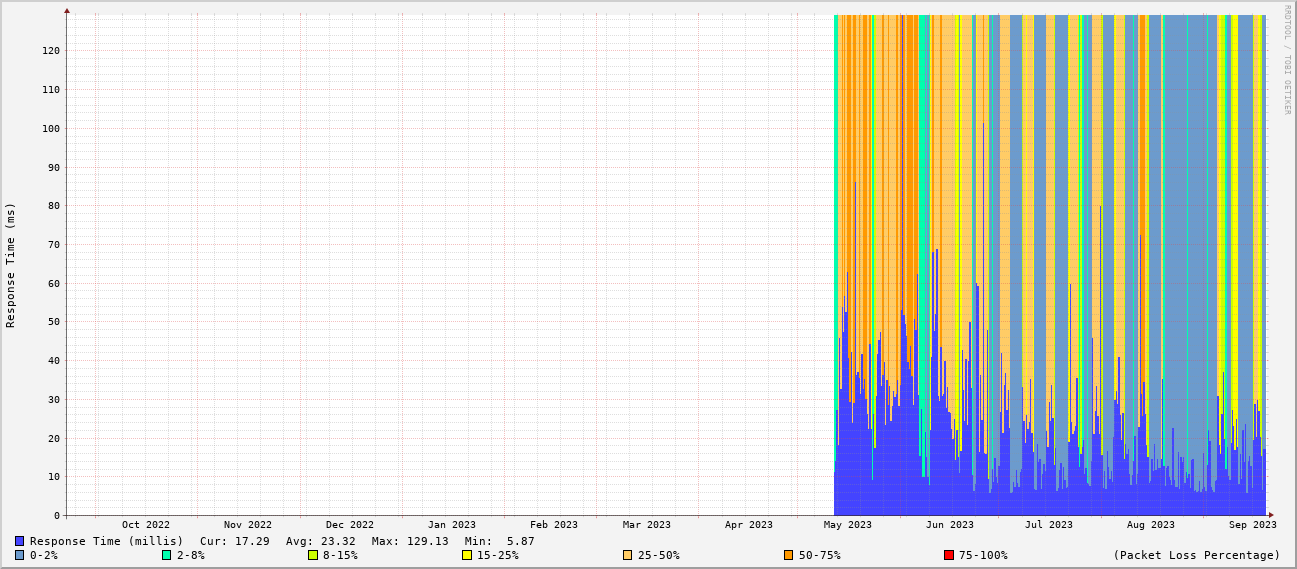 RRDTOOL / TOBI OETIKER
Response Time (ms)
120
110
100
90
80
70
60
50
40
30
20
10
0
Oct 2022 Nov 2022 Dec 2022 Jan 2023 Feb 2023 Mar 2023 Apr 2023 May 2023 Jun 2023 Jul 2023 Aug 2023 Sep 2023
Response Time (millis) Cur: 17.29 Avg: 23.32 Max: 129.13 Min: 5.87
0-2% 2-8% 8-15% 15-25% 25-50% 50-75% 75-100% (Packet Loss Percentage)